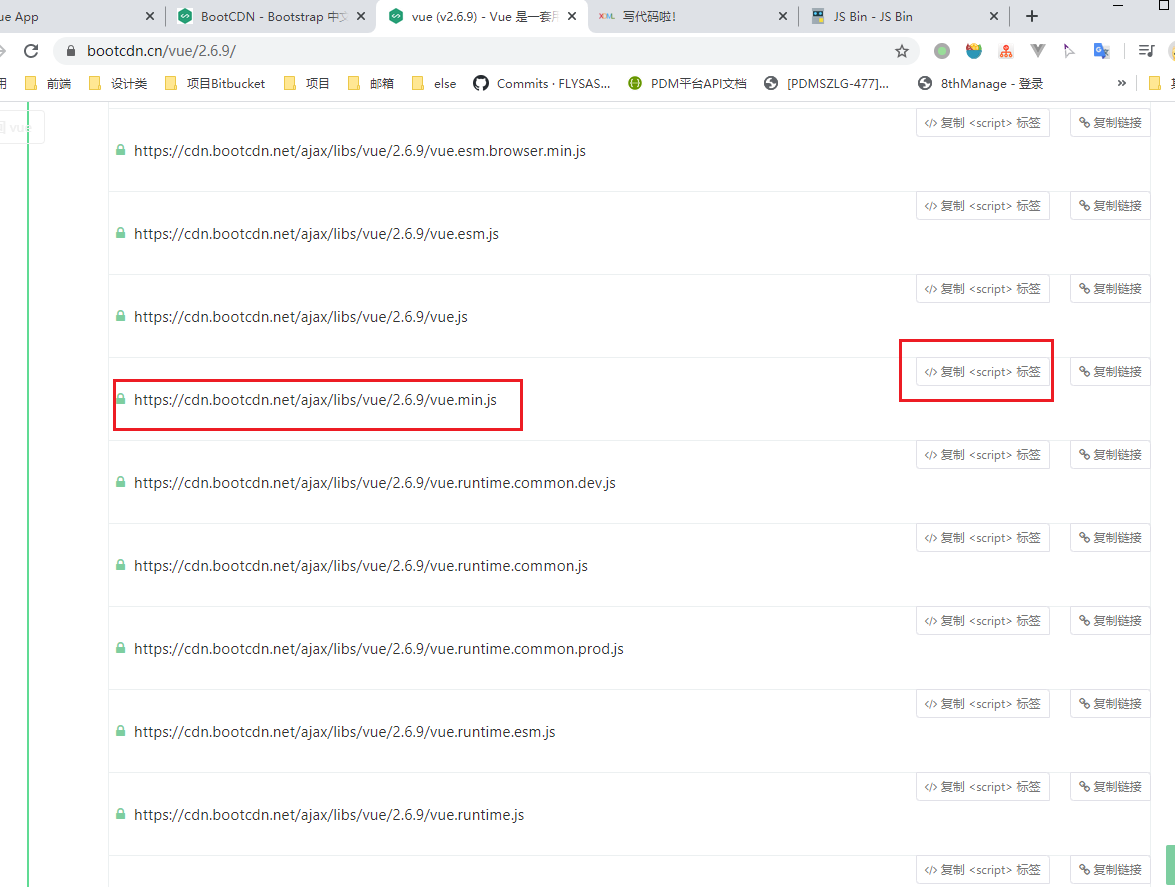 ue App
BootCDN - Bootstrap 中文
vue (v2.6.9) - Vue 是一套用
XML 写代码啦!
JS Bin - JS Bin
bootcdn.cn/vue/2.6.9/
用 前端 设计类 项目Bitbucket 项目 邮箱 else Commits · FLYSAS... PDM平台API文档 [PDMSZLG-477]... 8thManage - 登录 »
vue
</> 复制 <script> 标签 复制链接
https://cdn.bootcdn.net/ajax/libs/vue/2.6.9/vue.esm.browser.min.js
</> 复制 <script> 标签 复制链接
https://cdn.bootcdn.net/ajax/libs/vue/2.6.9/vue.esm.js
</> 复制 <script> 标签 复制链接
https://cdn.bootcdn.net/ajax/libs/vue/2.6.9/vue.js
</> 复制 <script> 标签 复制链接
https://cdn.bootcdn.net/ajax/libs/vue/2.6.9/vue.min.js
</> 复制 <script> 标签 复制链接
https://cdn.bootcdn.net/ajax/libs/vue/2.6.9/vue.runtime.common.dev.js
</> 复制 <script> 标签 复制链接
https://cdn.bootcdn.net/ajax/libs/vue/2.6.9/vue.runtime.common.js
</> 复制 <script> 标签 复制链接
https://cdn.bootcdn.net/ajax/libs/vue/2.6.9/vue.runtime.common.prod.js
</> 复制 <script> 标签 复制链接
https://cdn.bootcdn.net/ajax/libs/vue/2.6.9/vue.runtime.esm.js
</> 复制 <script> 标签 复制链接
https://cdn.bootcdn.net/ajax/libs/vue/2.6.9/vue.runtime.js
</> 复制 <script> 标签 复制链接